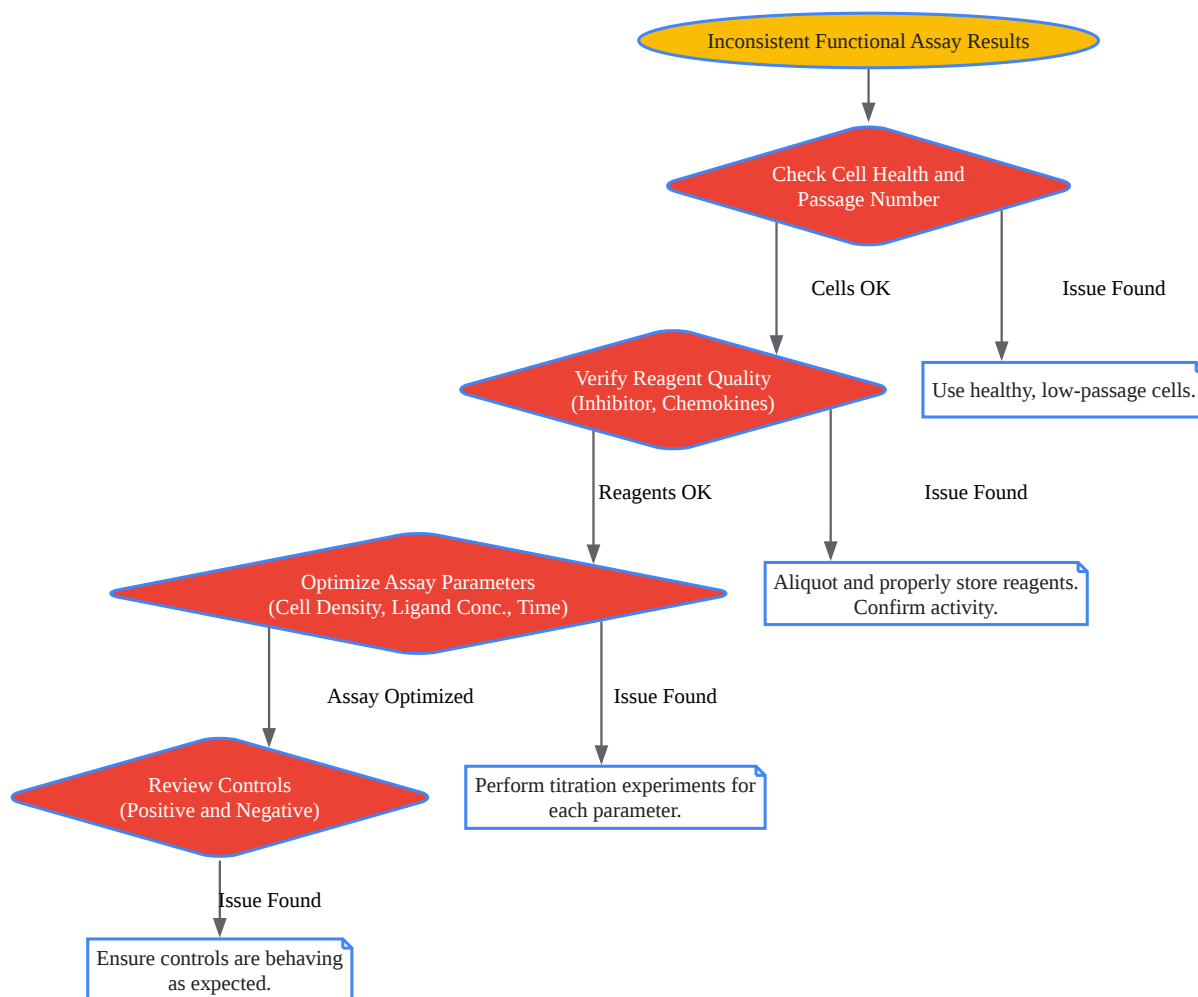 Inconsistent Functional Assay Results
Check Cell Health and
Passage Number
Cells OK
Issue Found
Verify Reagent Quality
(Inhibitor, Chemokines)
Use healthy, low-passage cells.
Reagents OK
Issue Found
Optimize Assay Parameters
(Cell Density, Ligand Conc., Time)
Aliquot and properly store reagents.
Confirm activity.
Assay Optimized
Issue Found
Review Controls
(Positive and Negative)
Perform titration experiments for
each parameter.
Issue Found
Ensure controls are behaving
as expected.